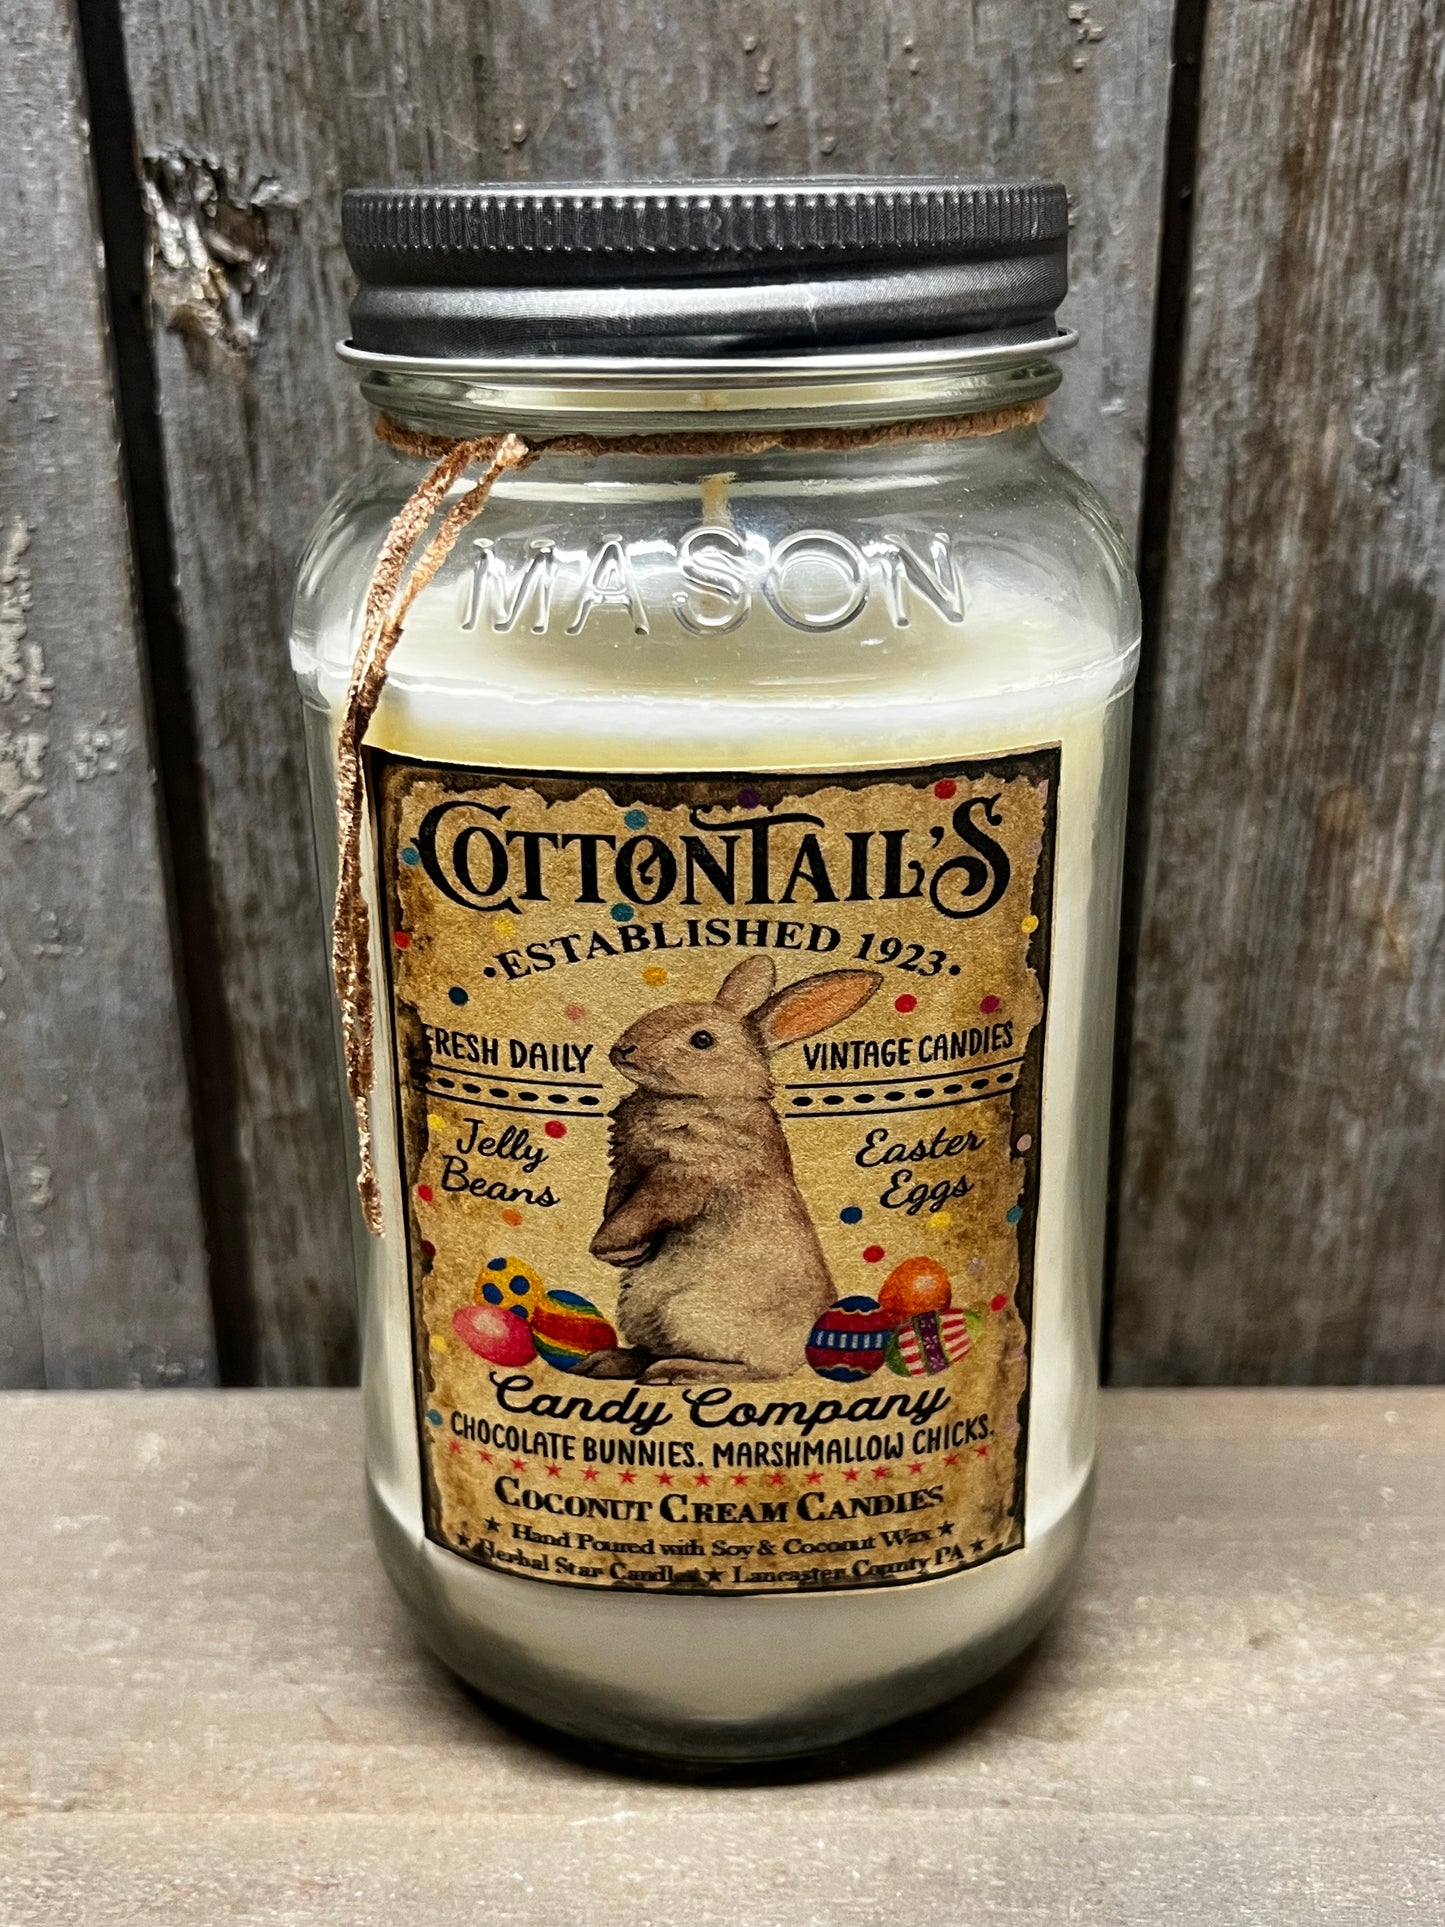 MASON
COTTONTAIL'S
•ESTABLISHED 1923•
FRESH DAILY
VINTAGE CANDIES
Jelly
Beans
Easter
Eggs
Candy Company
CHOCOLATE BUNNIES. MARSHMALLOW CHICKS.
COCONUT CREAM CANDIES
★ Hand Poured with Soy & Coconut Wax ★
★ Herbal Star Candles ★ Lancaster County PA ★